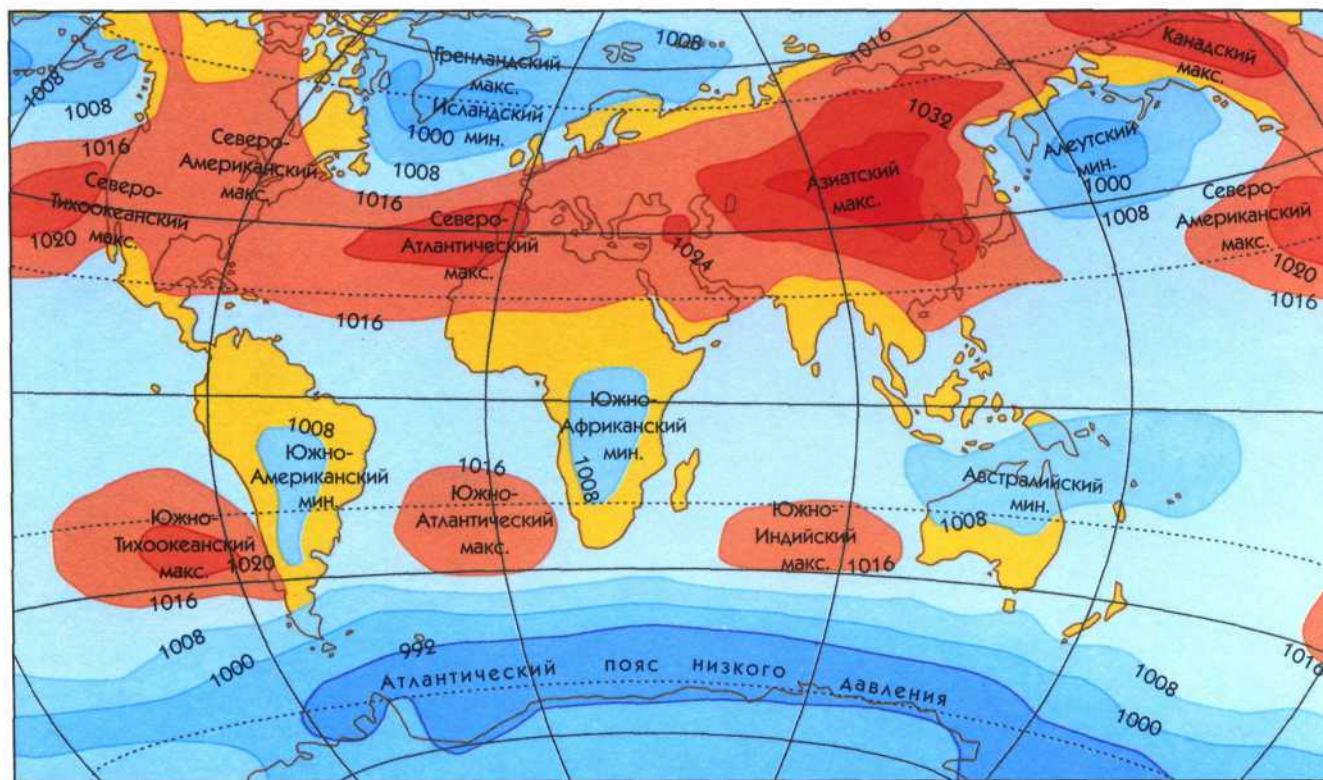 1008
1016
Канадский
макс.
1008
1008
Гренландский
макс.
Исландский
мин.
1000
1008
1032
Алеутский
мин.
1000
1008
1016
Северо-
Американский
макс.
1016
Северо-
Тихоокеанский
макс.
1020
Северо-
Атлантический
макс.
1024
Азиатский
макс.
Северо-
Американский
макс.
1020
1016
1016
Южно-
Африканский
мин.
1008
1008
Южно-
Американский
мин.
1016
Южно-
Атлантический
макс.
Австралийский
мин.
1008
Южно-
Тихоокеанский
макс.
1020
1016
Южно-
Индийский
макс.
1016
1008
1000
992
Атлантический пояс низкого давления
1008
1000
1016